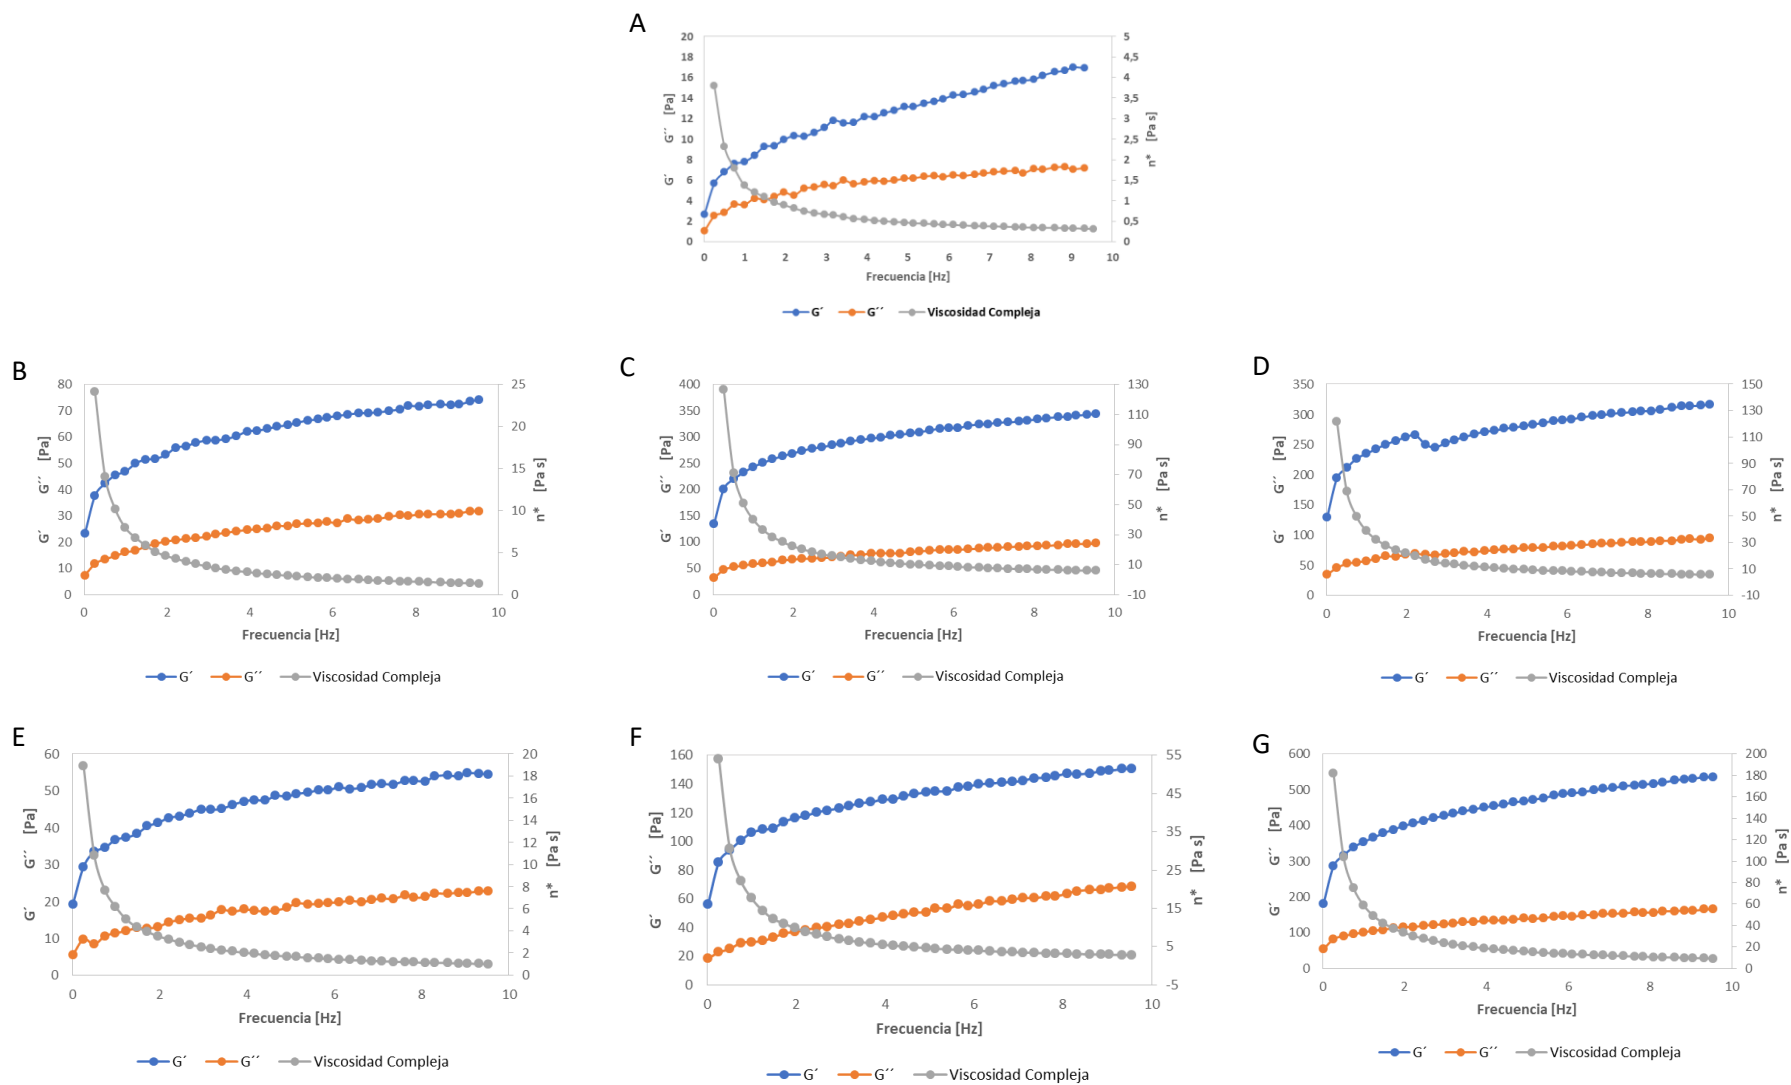 A
G´ G´´ [Pa]
20
18
16
14
12
10
8
6
4
2
0
5
4,5
4
3,5
3
2,5
2
1,5
1
0,5
0
n* [Pa s]
0 1 2 3 4 5 6 7 8 9 10
Frecuencia [Hz]
G´ G´´ Viscosidad Compleja
B
G´ G´´ [Pa]
80
70
60
50
40
30
20
10
0
25
20
15
10
5
0
n* [Pa s]
0 2 4 6 8 10
Frecuencia [Hz]
G´ G´´ Viscosidad Compleja
C
G´ G´´ [Pa]
400
350
300
250
200
150
100
50
0
130
110
90
70
50
30
10
-10
n* [Pa s]
0 2 4 6 8 10
Frecuencia [Hz]
G´ G´´ Viscosidad Compleja
D
G´ G´´ [Pa]
350
300
250
200
150
100
50
0
150
130
110
90
70
50
30
10
-10
n* [Pa s]
0 2 4 6 8 10
Frecuencia [Hz]
G´ G´´ Viscosidad Compleja
E
G´ G´´ [Pa]
60
50
40
30
20
10
0
20
18
16
14
12
10
8
6
4
2
0
n* [Pa s]
0 2 4 6 8 10
Frecuencia [Hz]
G´ G´´ Viscosidad Compleja
F
G´ G´´ [Pa]
160
140
120
100
80
60
40
20
0
55
45
35
25
15
5
-5
n* [Pa s]
0 2 4 6 8 10
Frecuencia [Hz]
G´ G´´ Viscosidad Compleja
G
G´ G´´ [Pa]
600
500
400
300
200
100
0
200
180
160
140
120
100
80
60
40
20
0
n* [Pa s]
0 2 4 6 8 10
Frecuencia [Hz]
G´ G´´ Viscosidad Compleja